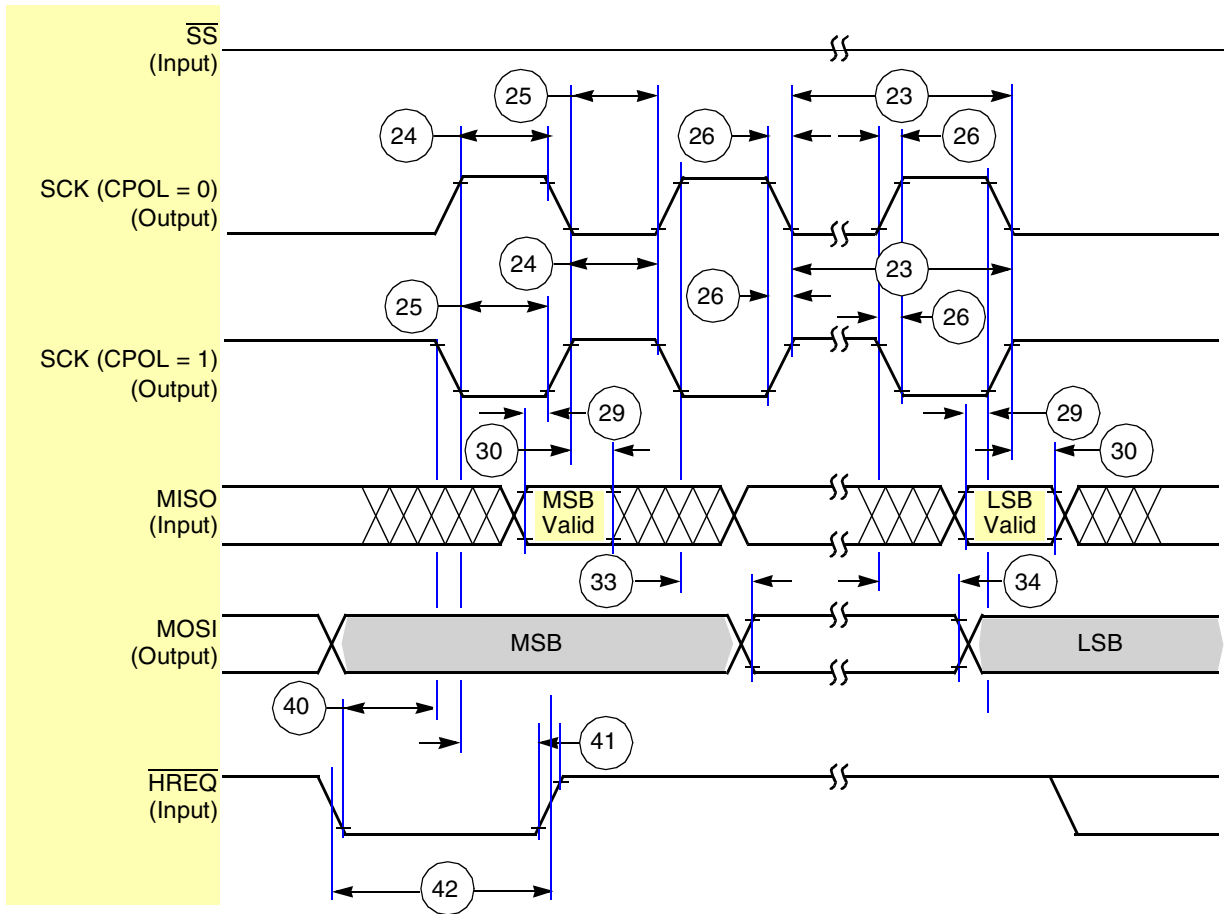 SS
(Input)
25
23
24
26
26
SCK (CPOL = 0)
(Output)
24
23
25
26
26
SCK (CPOL = 1)
(Output)
29
29
30
30
MISO
(Input)
MSB
Valid
LSB
Valid
33
34
MOSI
(Output)
MSB
LSB
40
41
HREQ
(Input)
42